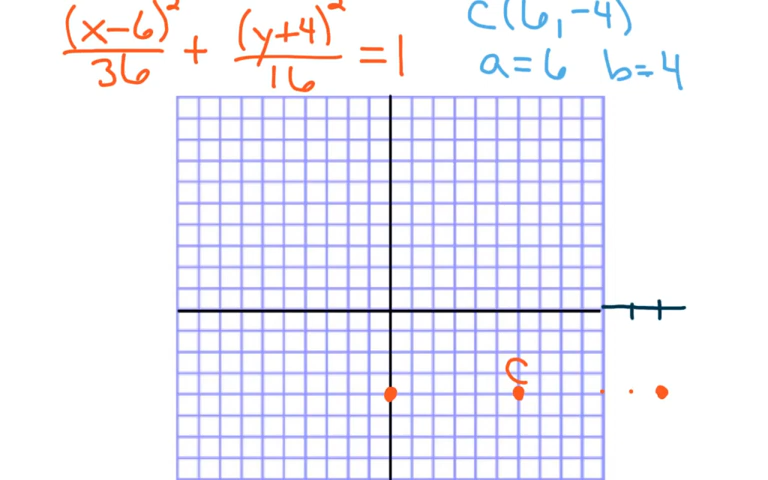 (x-6)²/36 + (y+4)²/16 = 1
C(6,-4)
a=6 b=4
C